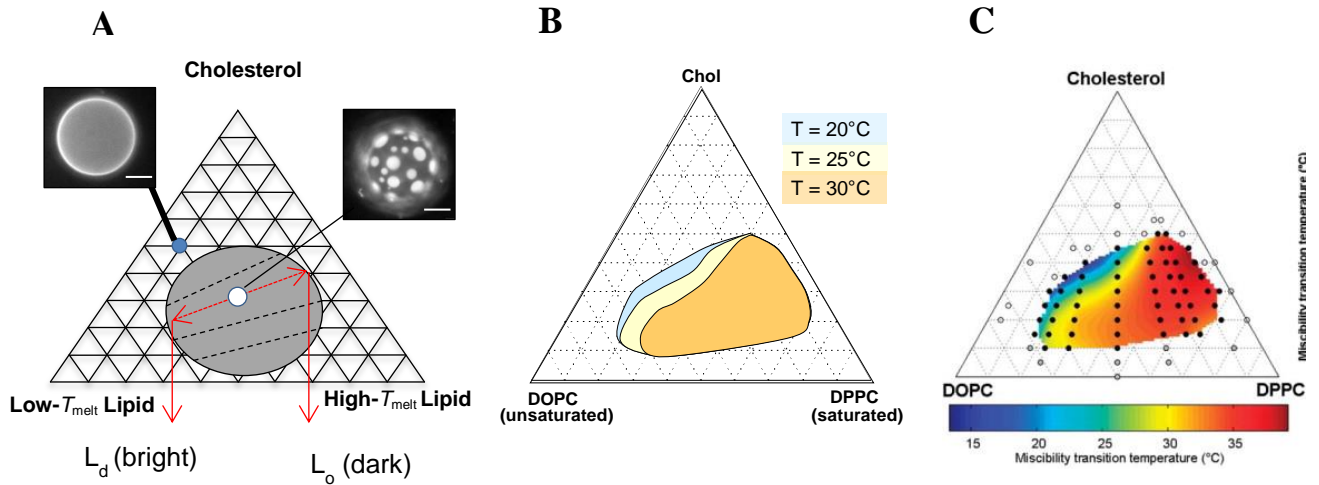 A
Cholesterol
Low-Tmelt Lipid
High-Tmelt Lipid
Ld (bright)
Lo (dark)
B
Chol
T = 20°C
T = 25°C
T = 30°C
DOPC
(unsaturated)
DPPC
(saturated)
C
Cholesterol
Miscibility transition temperature (°C)
DOPC
DPPC
15 20 25 30 35
Miscibility transition temperature (°C)